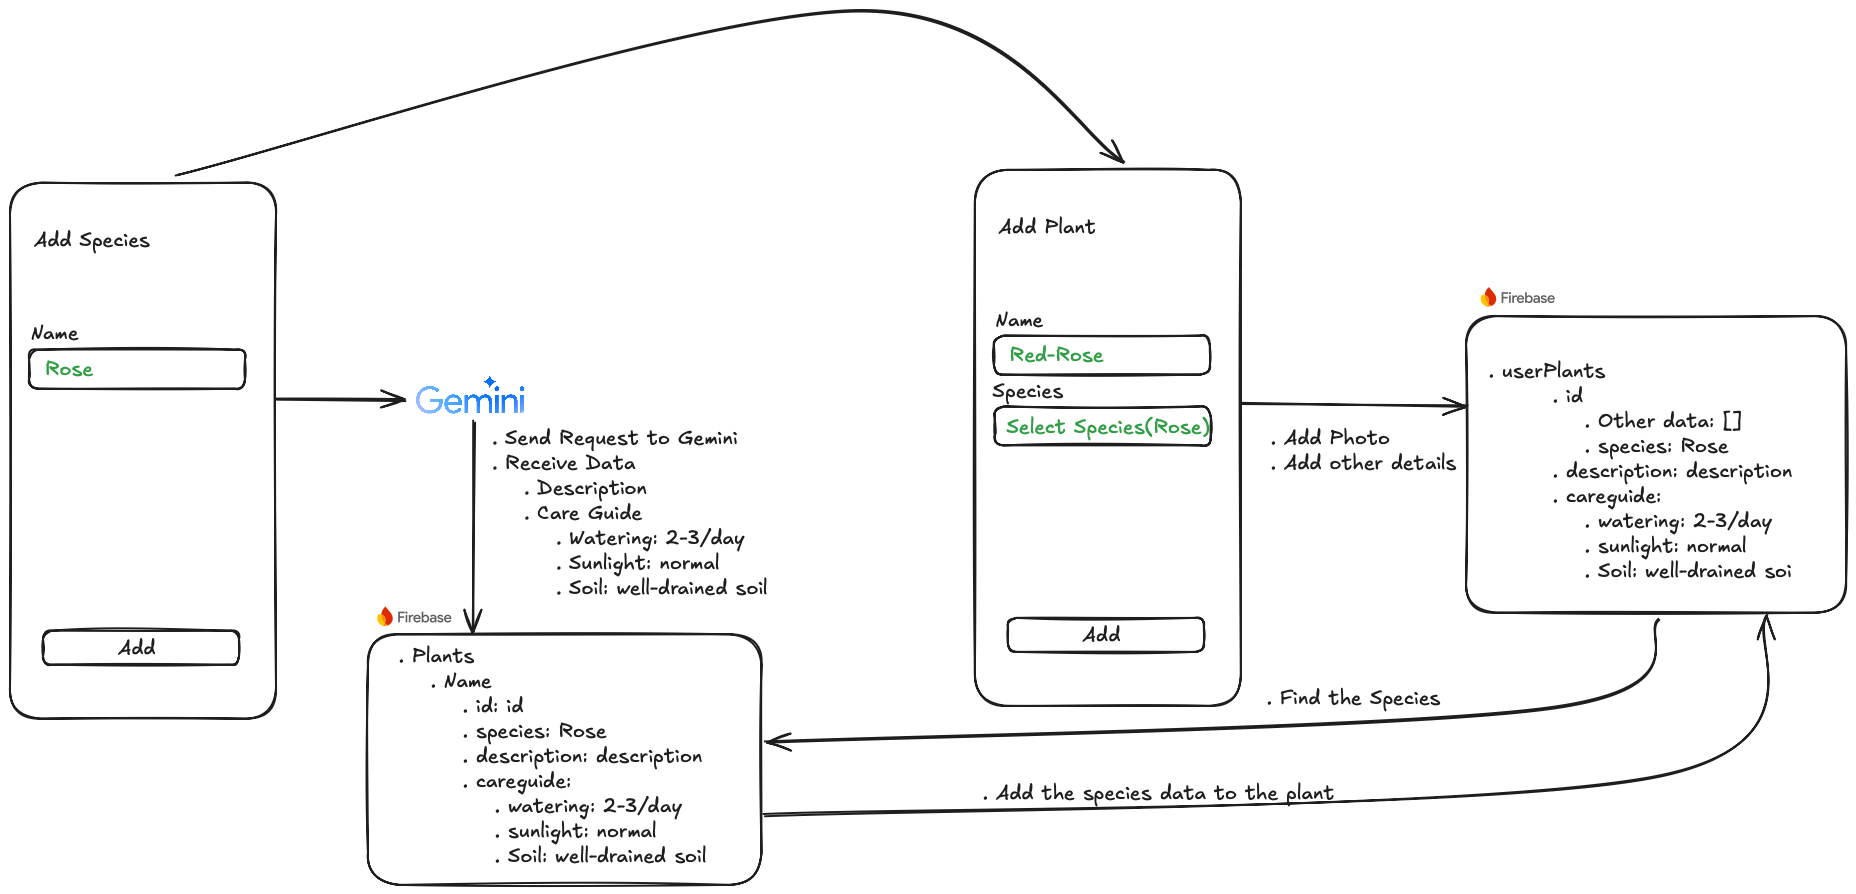 Add Species
Name
Rose
Add
Gemini
. Send Request to Gemini
. Receive Data
. Description
. Care Guide
. Watering: 2-3/day
. Sunlight: normal
. Soil: well-drained soil
Firebase
. Plants
. Name
. id: id
. species: Rose
. description: description
. careguide:
. watering: 2-3/day
. sunlight: normal
. Soil: well-drained soil
Add Plant
Name
Red-Rose
Species
Select Species(Rose)
Add
. Add Photo
. Add other details
Firebase
. userPlants
. id
. Other data: []
. species: Rose
. description: description
. careguide:
. watering: 2-3/day
. sunlight: normal
. Soil: well-drained soi
. Find the Species
. Add the species data to the plant